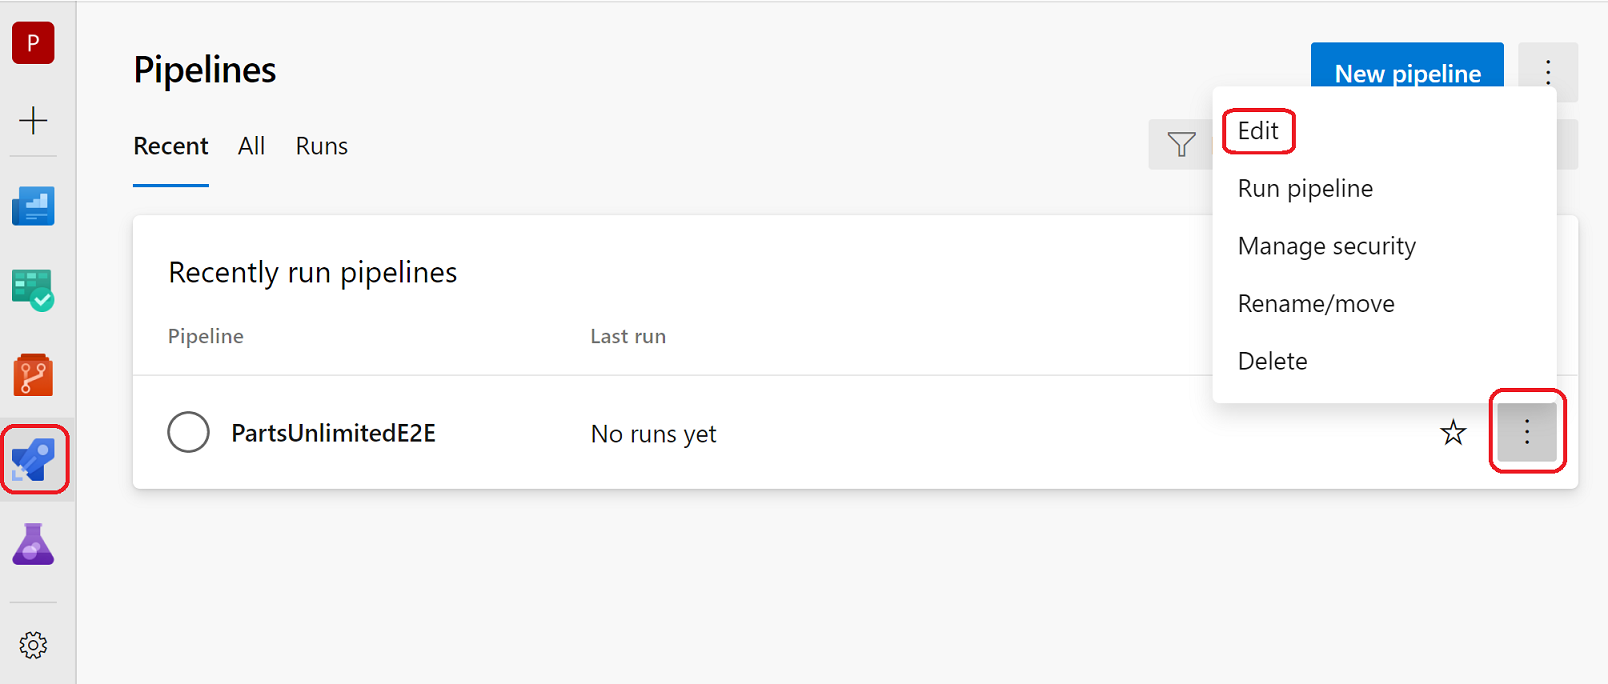 P
Pipelines
New pipeline
Recent All Runs
Edit
Run pipeline
Manage security
Rename/move
Delete
Recently run pipelines
Pipeline Last run
PartsUnlimitedE2E No runs yet